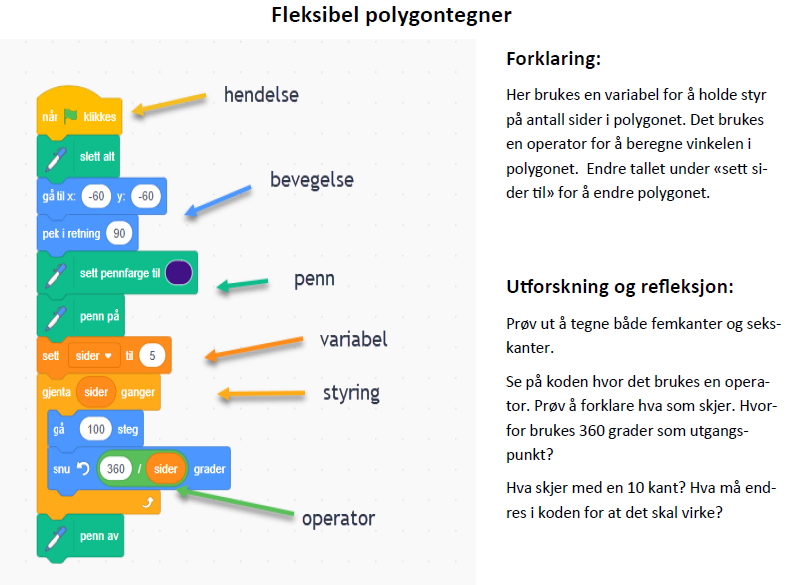 Fleksibel polygontegner
når klikkes
slett alt
gå til x: -60 y: -60
pek i retning 90
sett pennfarge til
penn på
sett sider til 5
gjenta sider ganger
gå 100 steg
snu 360 / sider grader
penn av
hendelse
bevegelse
penn
variabel
styring
operator
Forklaring:
Her brukes en variabel for å holde styr
på antall sider i polygonet. Det brukes
en operator for å beregne vinkelen i
polygonet. Endre tallet under «sett si-
der til» for å endre polygonet.
Utforskning og refleksjon:
Prøv ut å tegne både femkanter og seks-
kanter.
Se på koden hvor det brukes en opera-
tor. Prøv å forklare hva som skjer. Hvor-
for brukes 360 grader som utgangs-
punkt?
Hva skjer med en 10 kant? Hva må end-
res i koden for at det skal virke?